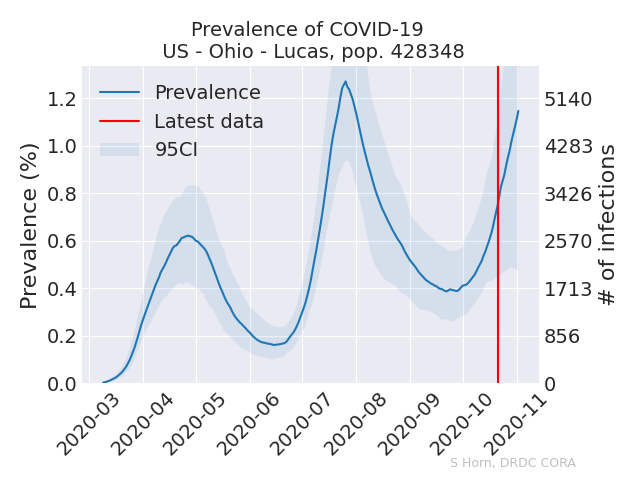 Prevalence of COVID-19
US - Ohio - Lucas, pop. 428348
Prevalence
Latest data
95CI
Prevalence (%)
1.2
1.0
0.8
0.6
0.4
0.2
0.0
5140
4283
3426
2570
1713
856
0
# of infections
2020-03
2020-04
2020-05
2020-06
2020-07
2020-08
2020-09
2020-10
2020-11
S Horn, DRDC CORA